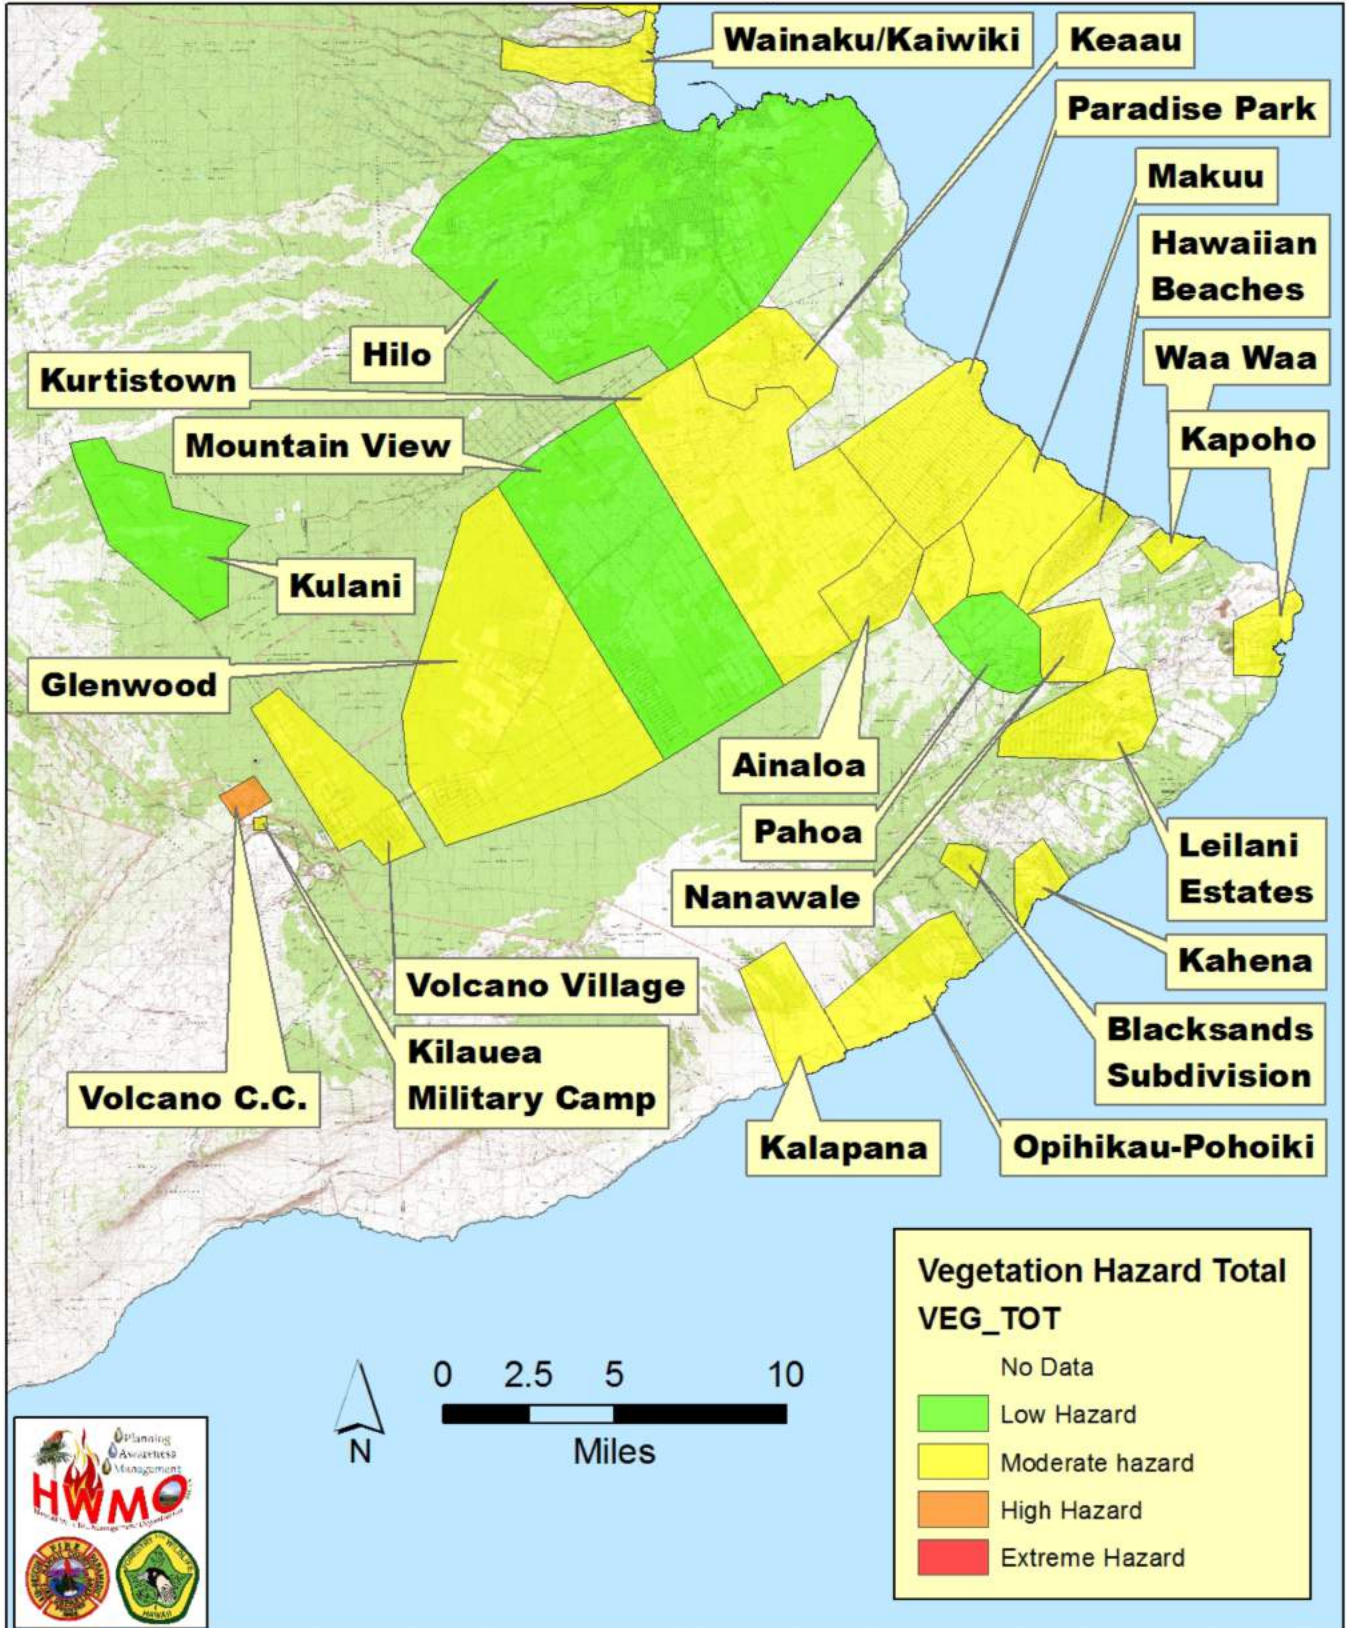 Wainaku/Kaiwiki
Keaau
Paradise Park
Makuu
Hawaiian
Beaches
Waa Waa
Kapoho
Hilo
Kurtistown
Mountain View
Kulani
Glenwood
Ainaloa
Pahoa
Nanawale
Leilani
Estates
Kahena
Blacksands
Subdivision
Volcano Village
Kilauea
Military Camp
Volcano C.C.
Kalapana
Opihikau-Pohoiki
Vegetation Hazard Total
VEG_TOT
No Data
Low Hazard
Moderate hazard
High Hazard
Extreme Hazard
0 2.5 5 10
Miles
N
Planning
Awareness
Management
HWMO
FIRE
HAWAII